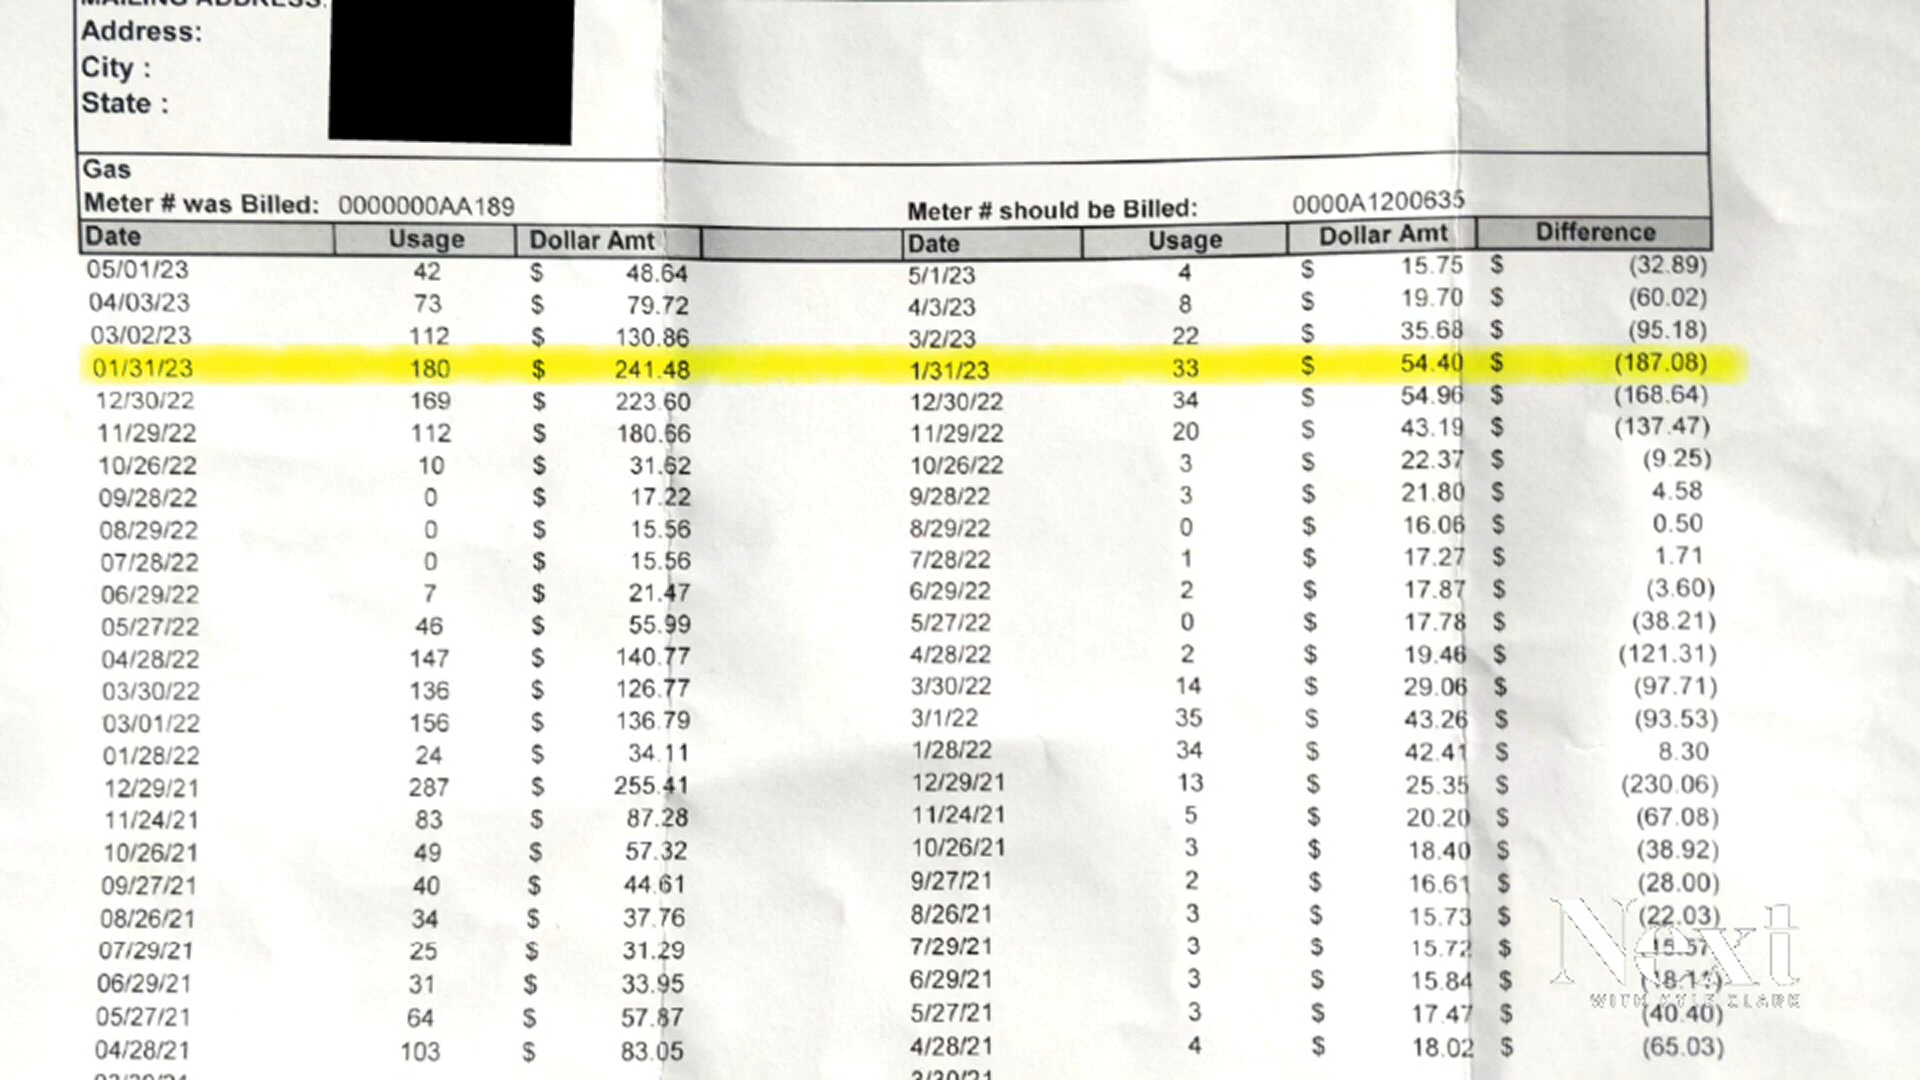 MAILING ADDRESS:
Address:
City :
State :
Gas
Meter # was Billed: 0000000AA189 Meter # should be Billed: 0000A1200635
Date Usage Dollar Amt Date Usage Dollar Amt Difference
05/01/23 42 $ 48.64 5/1/23 4 $ 15.75 $ (32.89)
04/03/23 73 $ 79.72 4/3/23 8 $ 19.70 $ (60.02)
03/02/23 112 $ 130.86 3/2/23 22 $ 35.68 $ (95.18)
01/31/23 180 $ 241.48 1/31/23 33 $ 54.40 $ (187.08)
12/30/22 169 $ 223.60 12/30/22 34 $ 54.96 $ (168.64)
11/29/22 112 $ 180.66 11/29/22 20 $ 43.19 $ (137.47)
10/26/22 10 $ 31.62 10/26/22 3 $ 22.37 $ (9.25)
09/28/22 0 $ 17.22 9/28/22 3 $ 21.80 $ 4.58
08/29/22 0 $ 15.56 8/29/22 0 $ 16.06 $ 0.50
07/28/22 0 $ 15.56 7/28/22 1 $ 17.27 $ 1.71
06/29/22 7 $ 21.47 6/29/22 2 $ 17.87 $ (3.60)
05/27/22 46 $ 55.99 5/27/22 0 $ 17.78 $ (38.21)
04/28/22 147 $ 140.77 4/28/22 2 $ 19.46 $ (121.31)
03/30/22 136 $ 126.77 3/30/22 14 $ 29.06 $ (97.71)
03/01/22 156 $ 136.79 3/1/22 35 $ 43.26 $ (93.53)
01/28/22 24 $ 34.11 1/28/22 34 $ 42.41 $ 8.30
12/29/21 287 $ 255.41 12/29/21 13 $ 25.35 $ (230.06)
11/24/21 83 $ 87.28 11/24/21 5 $ 20.20 $ (67.08)
10/26/21 49 $ 57.32 10/26/21 3 $ 18.40 $ (38.92)
09/27/21 40 $ 44.61 9/27/21 2 $ 16.61 $ (28.00)
08/26/21 34 $ 37.76 8/26/21 3 $ 15.73 $ (22.03)
07/29/21 25 $ 31.29 7/29/21 3 $ 15.72 $ 15.57
06/29/21 31 $ 33.95 6/29/21 3 $ 15.84 $ (18.11)
05/27/21 64 $ 57.87 5/27/21 3 $ 17.47 $ (40.40)
04/28/21 103 $ 83.05 4/28/21 4 $ 18.02 $ (65.03)
3/30/21
Next
WITH KYLE CLARK